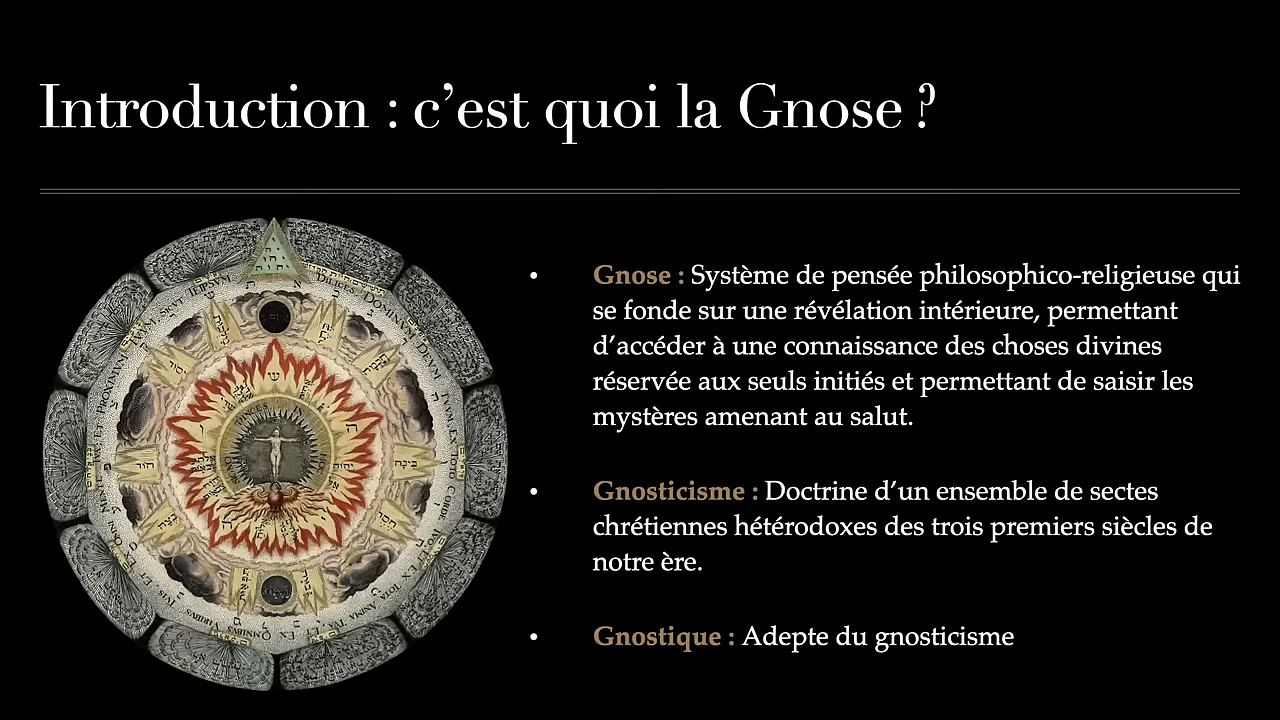 Introduction : c’est quoi la Gnose ?
• Gnose : Système de pensée philosophico-religieuse qui
se fonde sur une révélation intérieure, permettant
d’accéder à une connaissance des choses divines
réservée aux seuls initiés et permettant de saisir les
mystères amenant au salut.
• Gnosticisme : Doctrine d’un ensemble de sectes
chrétiennes hétérodoxes des trois premiers siècles de
notre ère.
• Gnostique : Adepte du gnosticisme